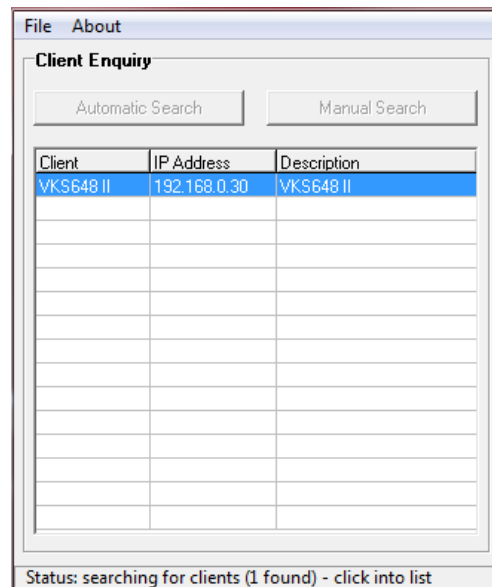 File About
Client Enquiry
Automatic Search Manual Search
Client IP Address Description
VKS648 II 192.168.0.30 VKS648 II
Status: searching for clients (1 found) - click into list